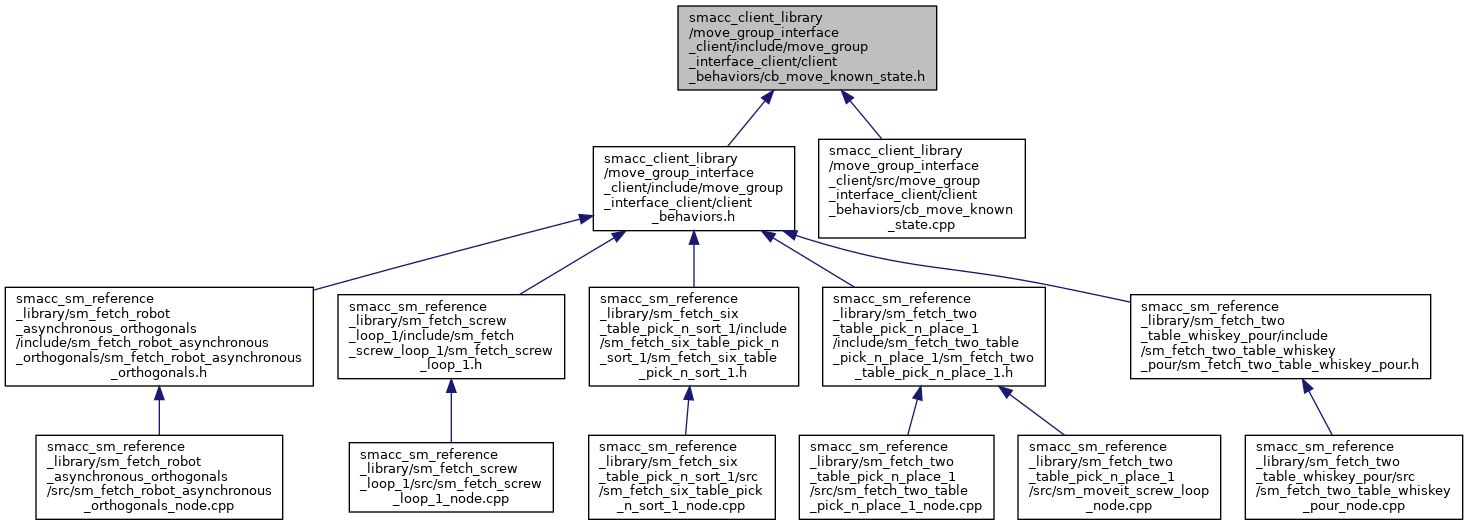 smacc_client_library
/move_group_interface
_client/include/move_group
_interface_client/client
_behaviors/cb_move_known_state.h
smacc_client_library
/move_group_interface
_client/include/move_group
_interface_client/client
_behaviors.h
smacc_client_library
/move_group_interface
_client/src/move_group
_interface_client/client
_behaviors/cb_move_known
_state.cpp
smacc_sm_reference
_library/sm_fetch_robot
_asynchronous_orthogonals
/include/sm_fetch_robot_asynchronous
_orthogonals/sm_fetch_robot_asynchronous
_orthogonals.h
smacc_sm_reference
_library/sm_fetch_screw
_loop_1/include/sm_fetch
_screw_loop_1/sm_fetch_screw
_loop_1.h
smacc_sm_reference
_library/sm_fetch_six
_table_pick_n_sort_1/include
/sm_fetch_six_table_pick_n
_sort_1/sm_fetch_six_table
_pick_n_sort_1.h
smacc_sm_reference
_library/sm_fetch_two
_table_pick_n_place_1
/include/sm_fetch_two_table
_pick_n_place_1/sm_fetch_two
_table_pick_n_place_1.h
smacc_sm_reference
_library/sm_fetch_two
_table_whiskey_pour/include
/sm_fetch_two_table_whiskey
_pour/sm_fetch_two_table_whiskey_pour.h
smacc_sm_reference
_library/sm_fetch_robot
_asynchronous_orthogonals
/src/sm_fetch_robot_asynchronous
_orthogonals_node.cpp
smacc_sm_reference
_library/sm_fetch_screw
_loop_1/src/sm_fetch_screw
_loop_1_node.cpp
smacc_sm_reference
_library/sm_fetch_six
_table_pick_n_sort_1/src
/sm_fetch_six_table_pick
_n_sort_1_node.cpp
smacc_sm_reference
_library/sm_fetch_two
_table_pick_n_place_1
/src/sm_fetch_two_table
_pick_n_place_1_node.cpp
smacc_sm_reference
_library/sm_fetch_two
_table_pick_n_place_1
/src/sm_moveit_screw_loop
_node.cpp
smacc_sm_reference
_library/sm_fetch_two
_table_whiskey_pour/src
/sm_fetch_two_table_whiskey
_pour_node.cpp